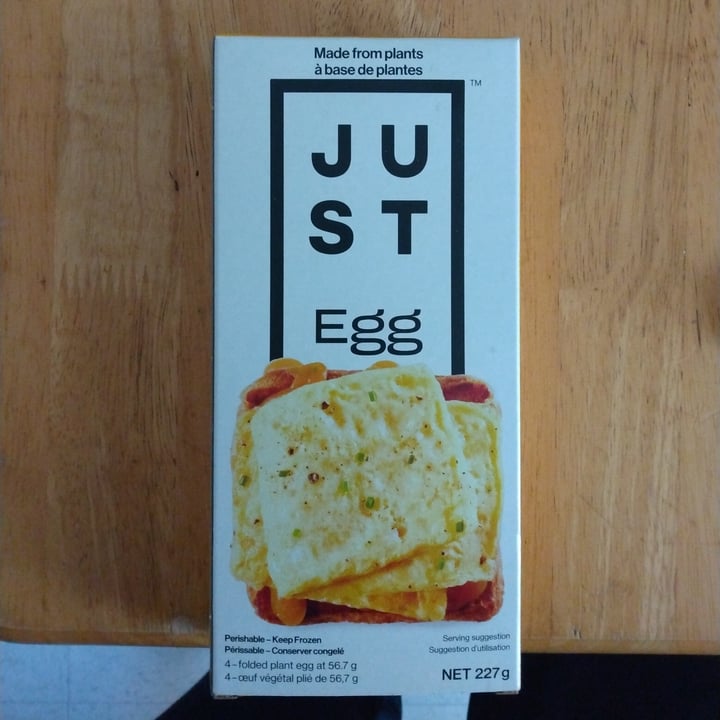 Made from plants
à base de plantes
TM
JU
ST
Egg
Perishable – Keep Frozen
Périssable – Conserver congelé
4 – folded plant egg at 56.7 g
4 – œuf végétal plié de 56,7 g
Serving suggestion
Suggestion d'utilisation
NET 227g